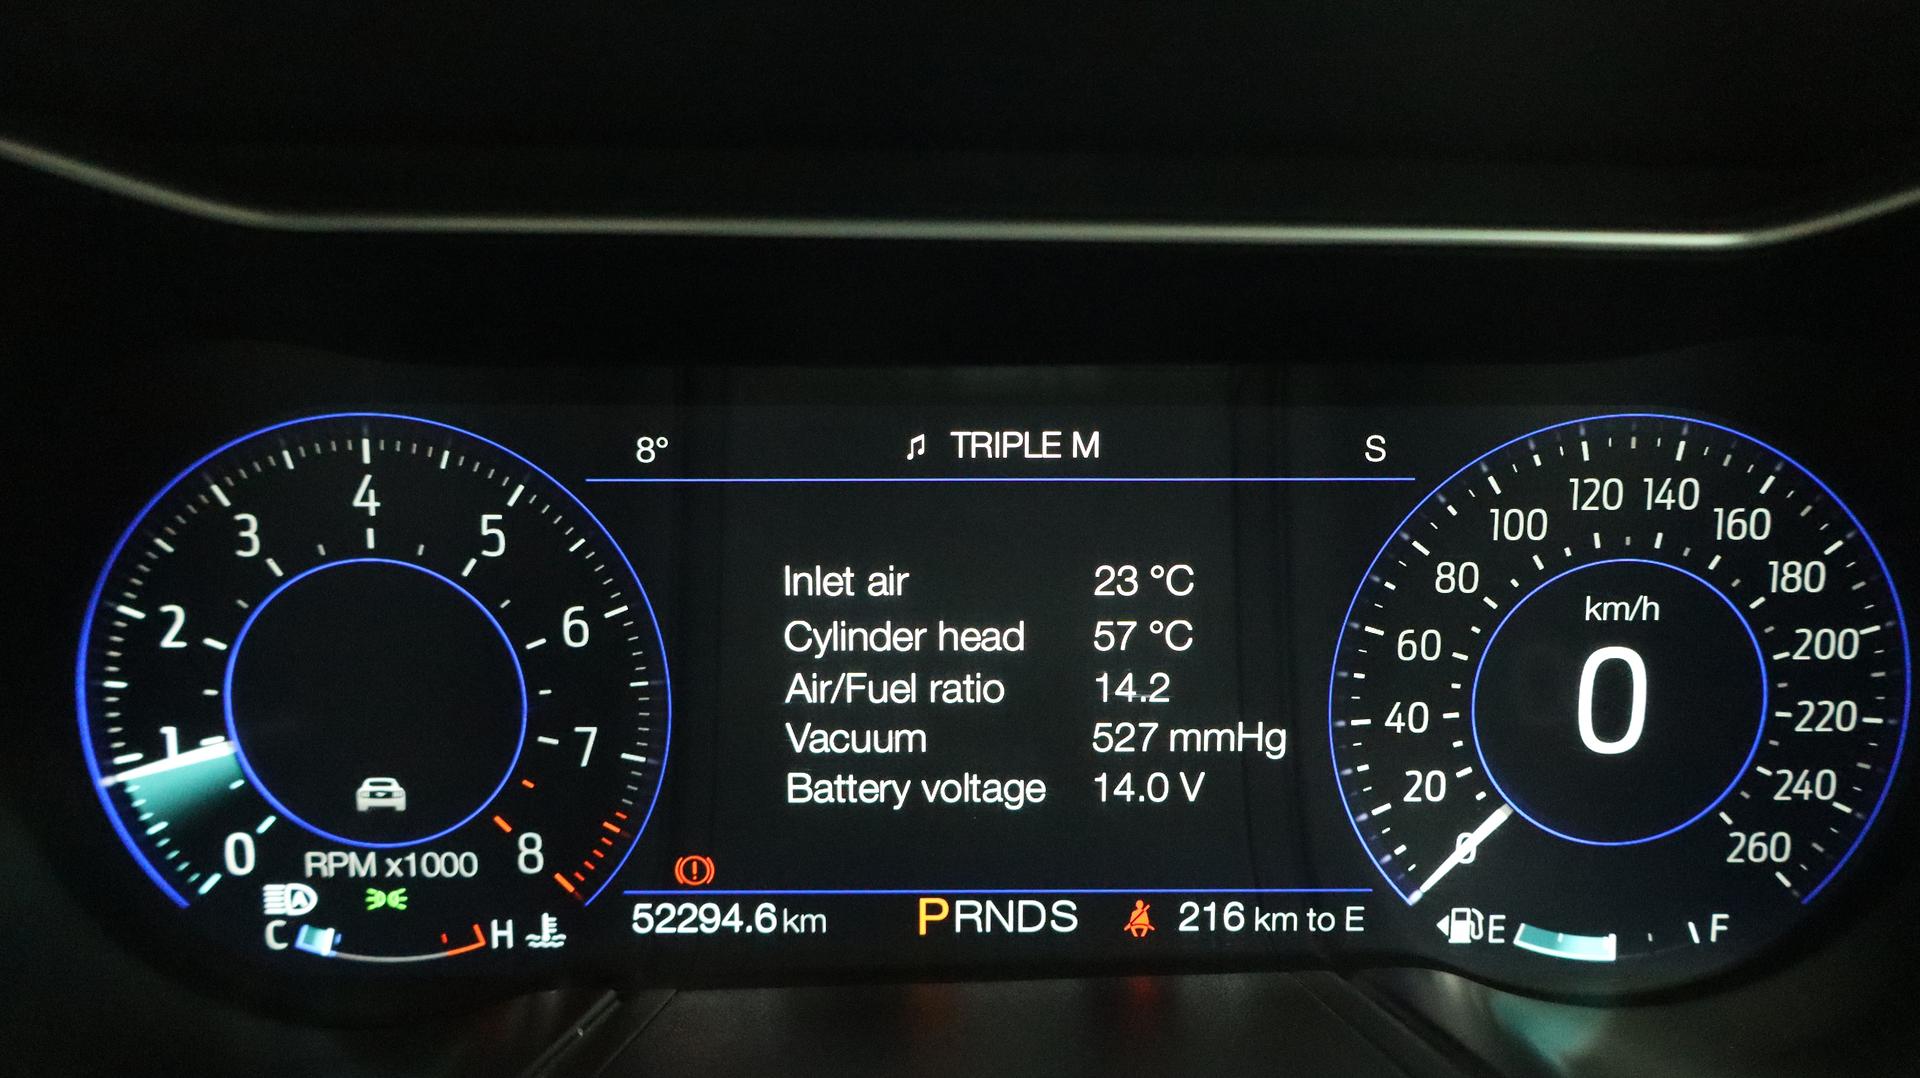 8° ♫ TRIPLE M S
0 1 2 3 4 5 6 7 8
RPM x1000
C H
Inlet air 23 °C
Cylinder head 57 °C
Air/Fuel ratio 14.2
Vacuum 527 mmHg
Battery voltage 14.0 V
52294.6 km PRNDS 216 km to E
0 20 40 60 80 100 120 140 160 180 200 220 240 260
km/h
0
E F